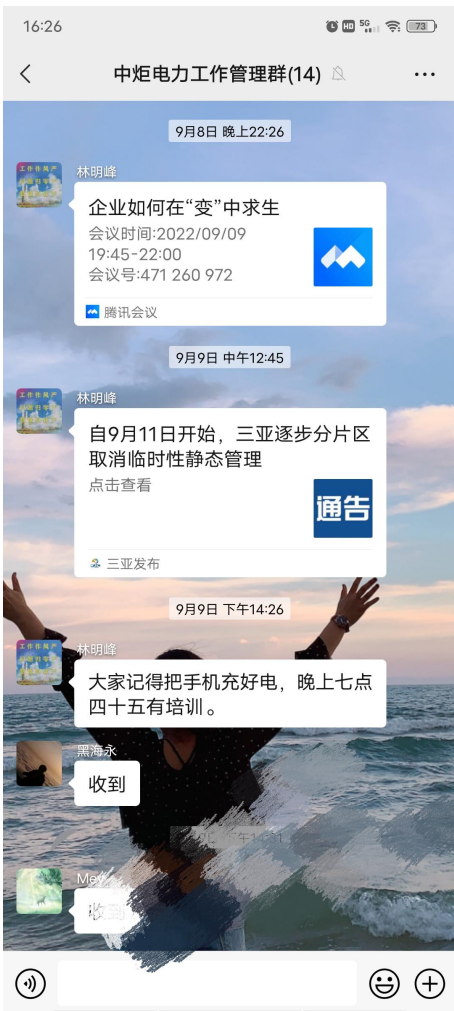 16:26
HD 5G 73
中炬电力工作管理群(14)
9月8日 晚上22:26
林明峰
企业如何在“变”中求生
会议时间:2022/09/09
19:45-22:00
会议号:471 260 972
腾讯会议
9月9日 中午12:45
林明峰
自9月11日开始，三亚逐步分片区
取消临时性静态管理
点击查看
通告
三亚发布
9月9日 下午14:26
林明峰
大家记得把手机充好电，晚上七点
四十五有培训。
黑海永
收到
收到